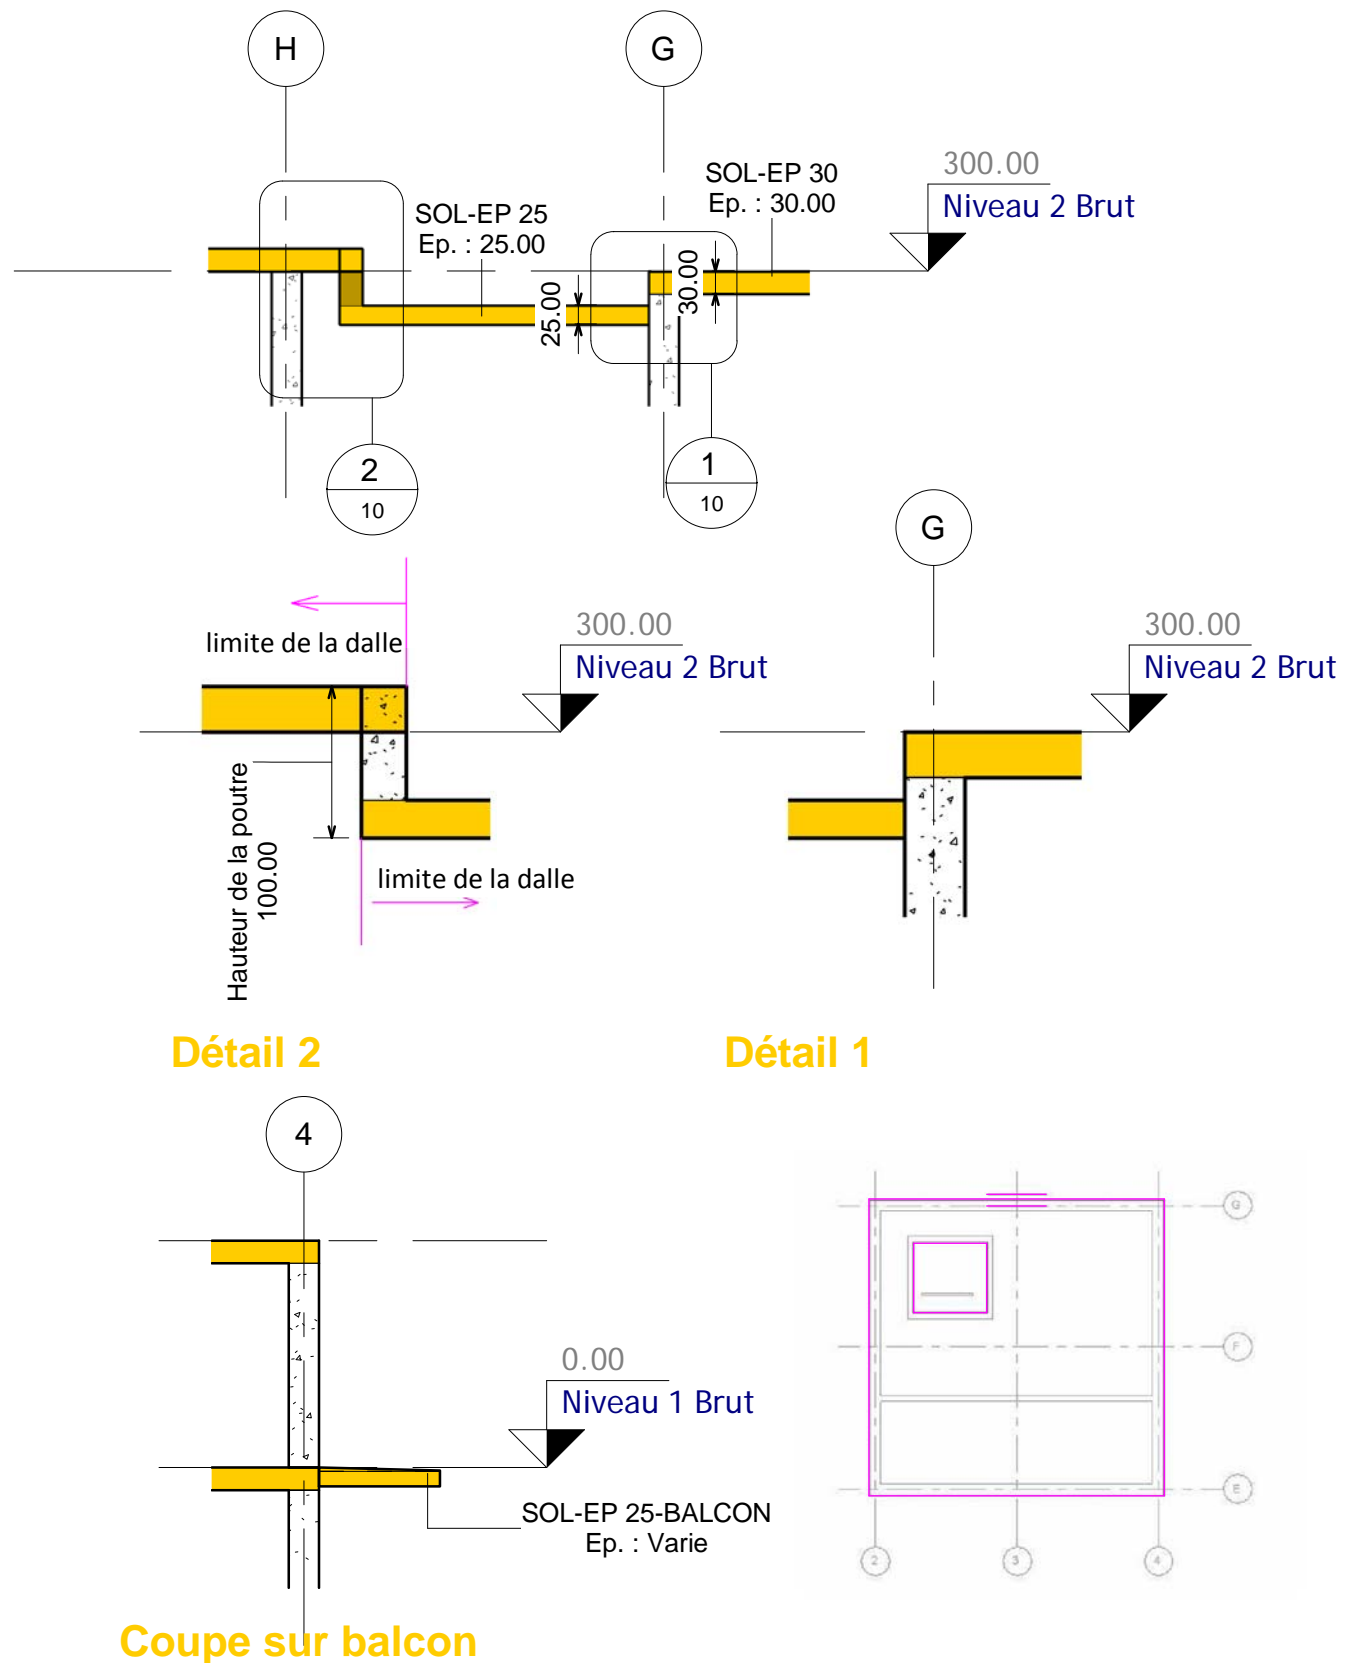 H
G
300.00
Niveau 2 Brut
SOL-EP 30
Ep. : 30.00
SOL-EP 25
Ep. : 25.00
25.00
30.00
2
10
1
10
G
limite de la dalle
300.00
Niveau 2 Brut
300.00
Niveau 2 Brut
Hauteur de la poutre
100.00
limite de la dalle
Détail 2
Détail 1
4
G
F
0.00
Niveau 1 Brut
E
SOL-EP 25-BALCON
Ep. : Varie
2
3
4
Coupe sur balcon